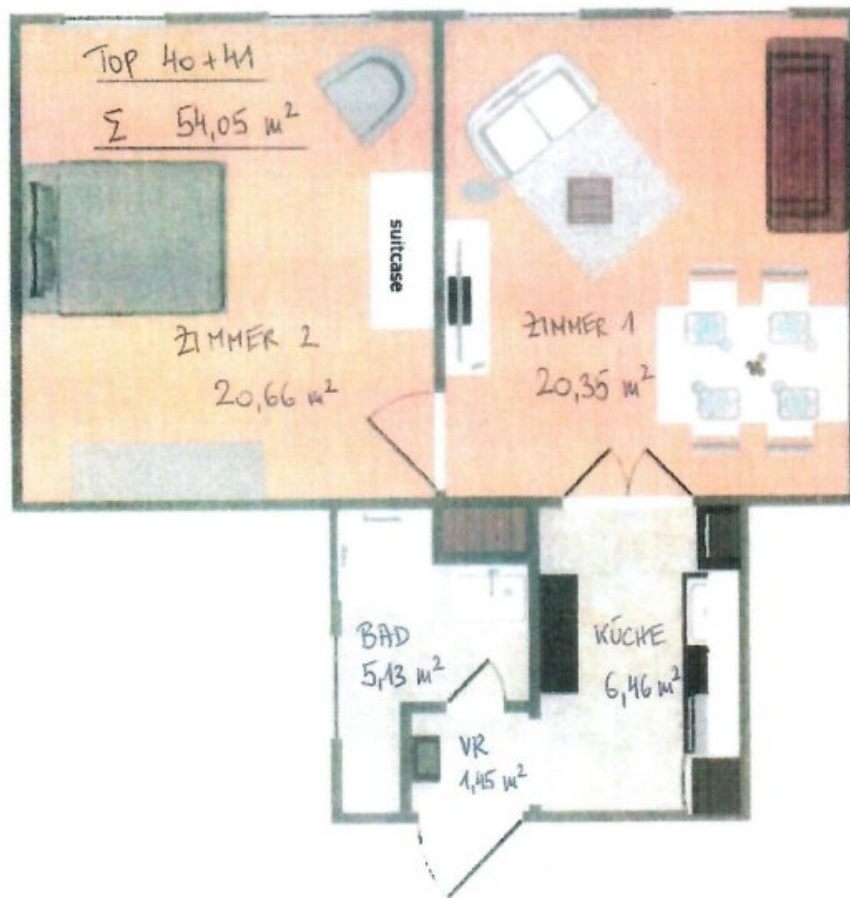 TOP 40+41
Σ 54,05 m²
suitcase
ZIMMER 2
20,66 m²
ZIMMER 1
20,35 m²
BAD
5,13 m²
KÜCHE
6,46 m²
VR
1,45 m²